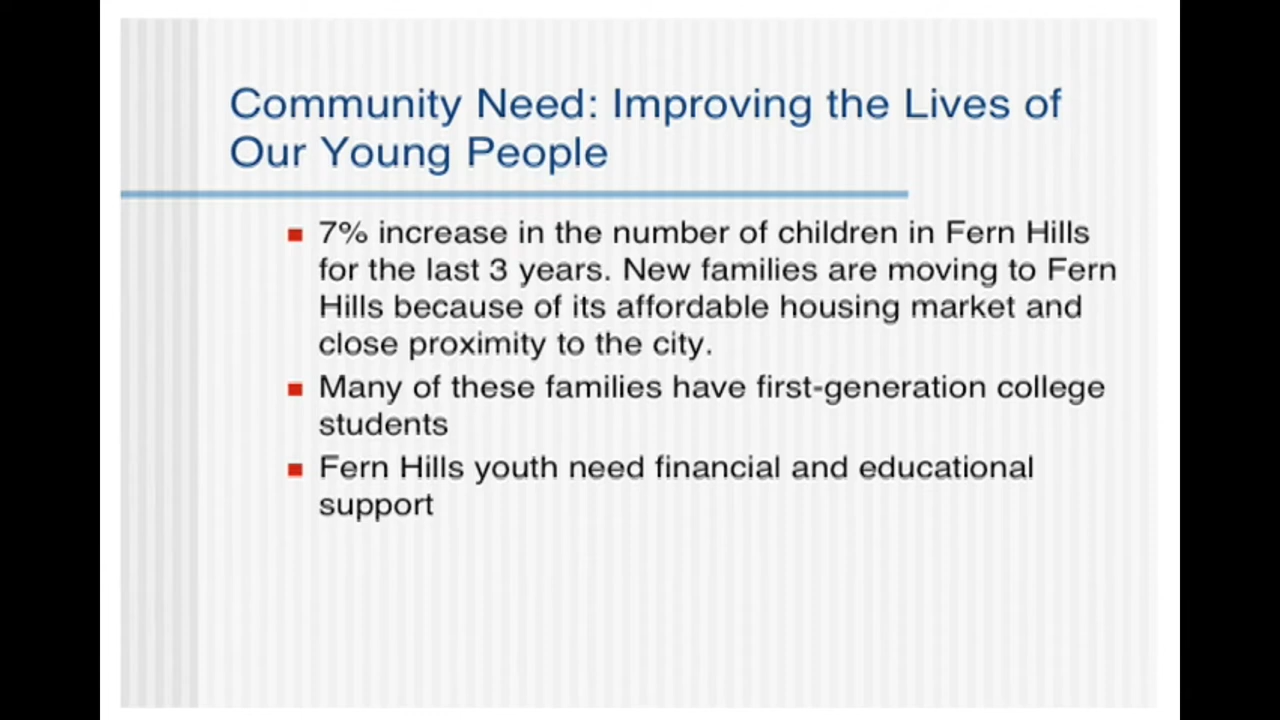 Community Need: Improving the Lives of
Our Young People
7% increase in the number of children in Fern Hills
for the last 3 years. New families are moving to Fern
Hills because of its affordable housing market and
close proximity to the city.
Many of these families have first-generation college
students
Fern Hills youth need financial and educational
support